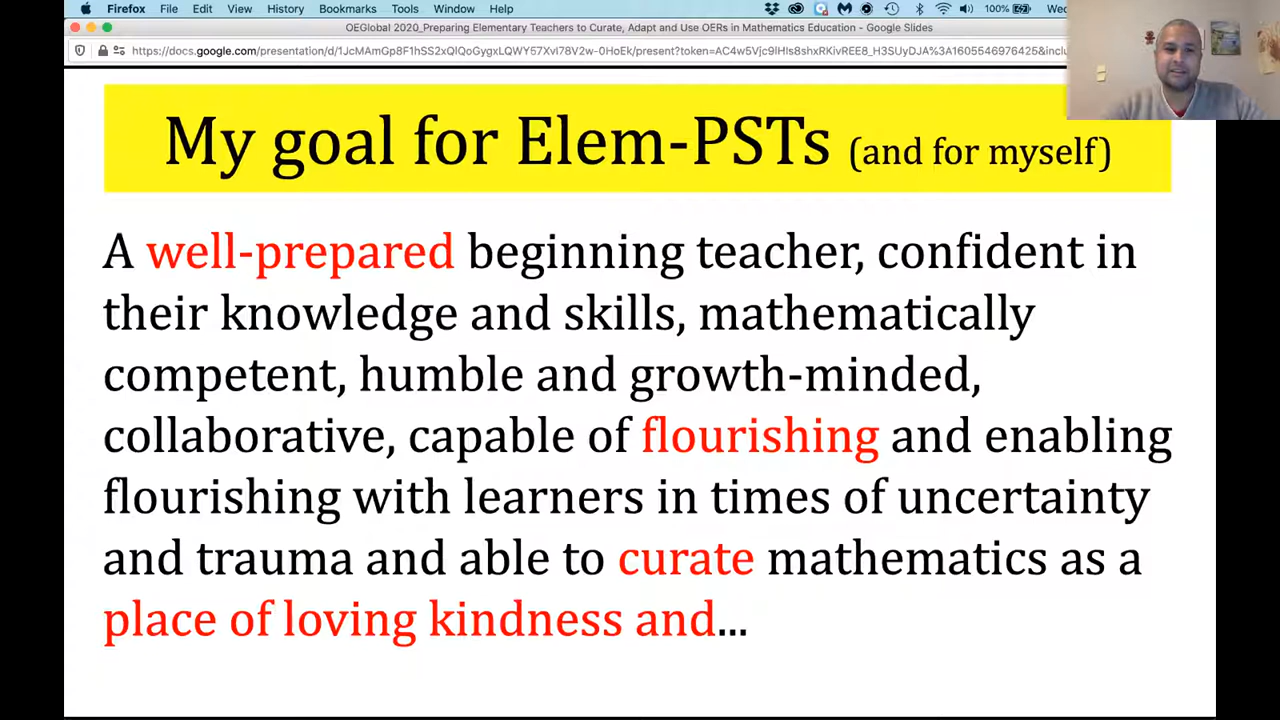 Firefox File Edit View History Bookmarks Tools Window Help 100% Wed
OEGlobal 2020_Preparing Elementary Teachers to Curate, Adapt and Use OERs in Mathematics Education - Google Slides
My goal for Elem-PSTs (and for myself)
A well-prepared beginning teacher, confident in
their knowledge and skills, mathematically
competent, humble and growth-minded,
collaborative, capable of flourishing and enabling
flourishing with learners in times of uncertainty
and trauma and able to curate mathematics as a
place of loving kindness and...